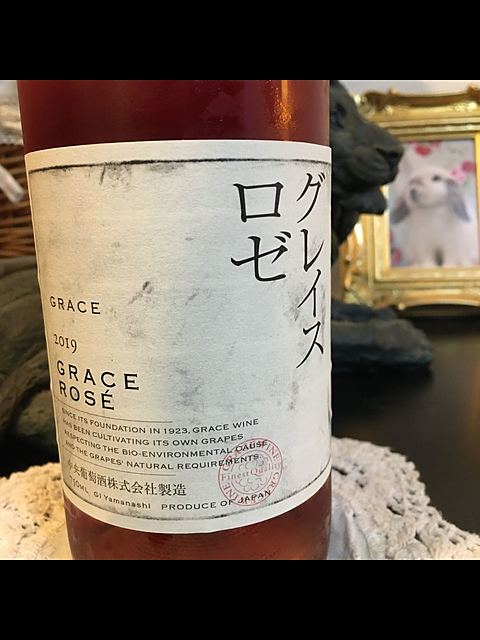 グレイス
ロゼ
GRACE
2019
GRACE
ROSÉ
SINCE ITS FOUNDATION IN 1923, GRACE WINE
HAS BEEN CULTIVATING ITS OWN GRAPES
RESPECTING THE BIO-ENVIRONMENTAL CAUSE
AND THE GRAPES' NATURAL REQUIREMENTS
中央葡萄酒株式会社製造
750ML GI Yamanashi PRODUCE OF JAPAN
Finest Quality